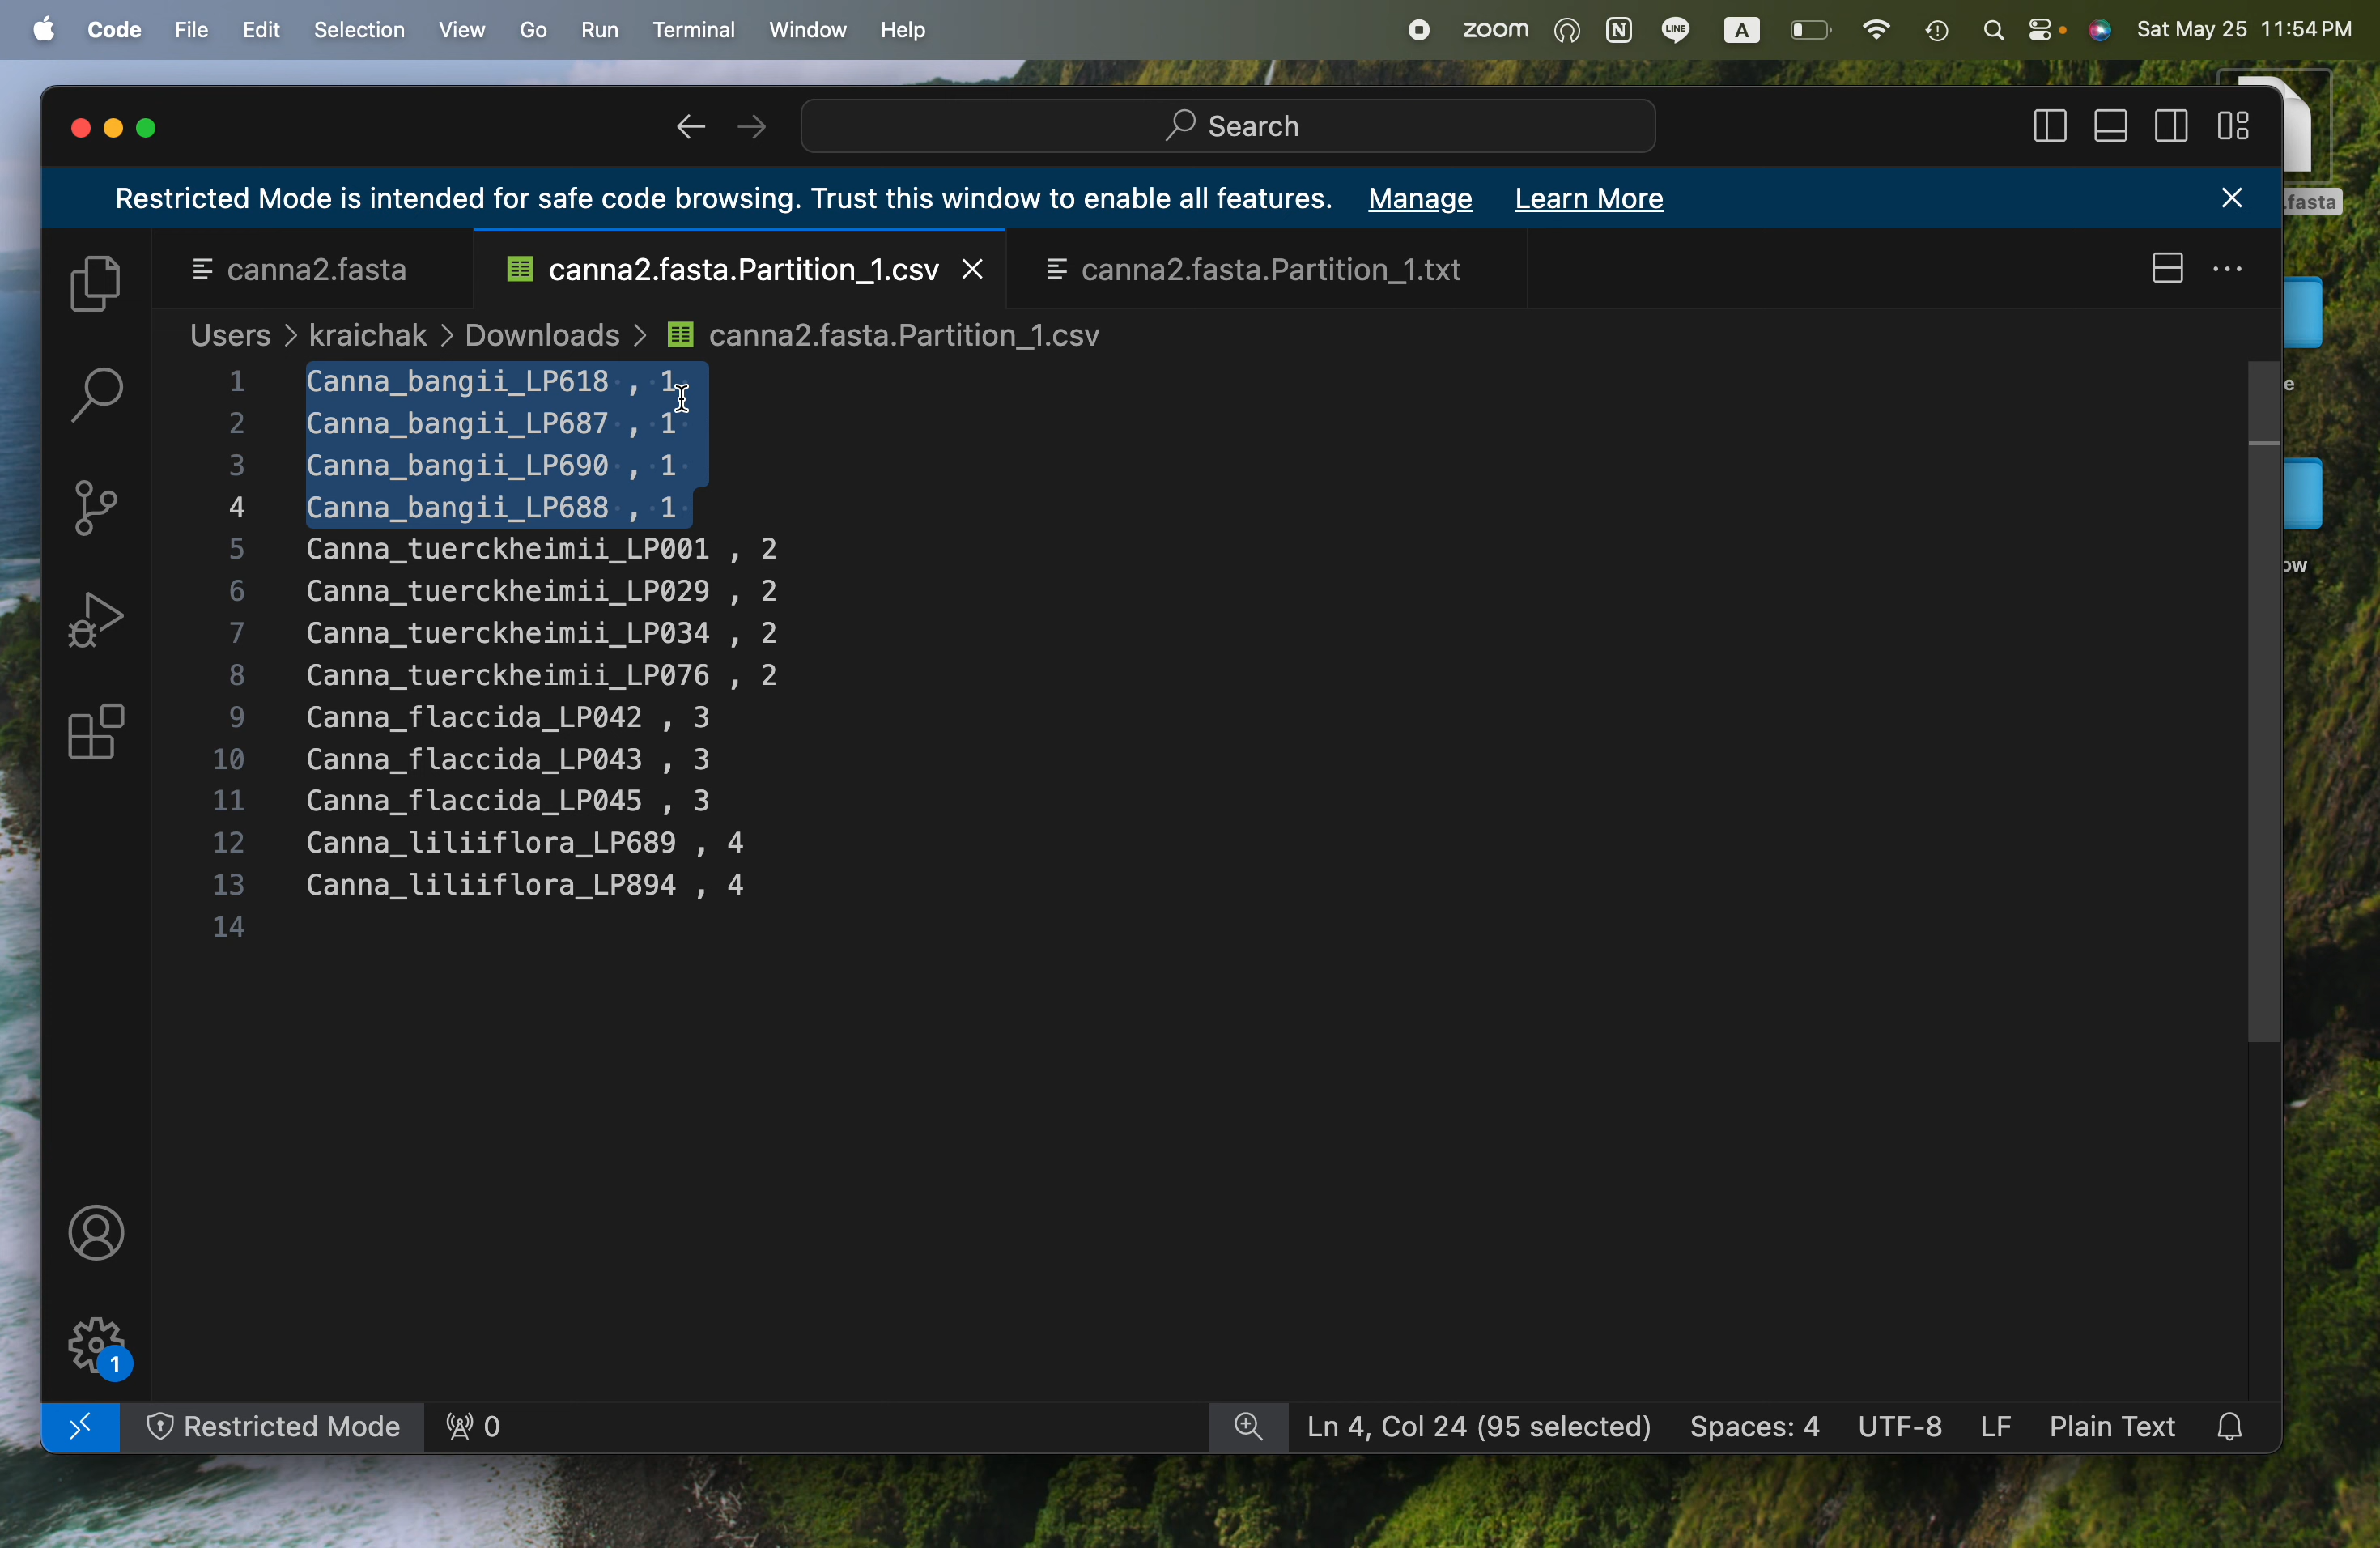 Code File Edit Selection View Go Run Terminal Window Help zoom N LINE A Sat May 25 11:54 PM
Search
Restricted Mode is intended for safe code browsing. Trust this window to enable all features. Manage Learn More
.fasta
canna2.fasta canna2.fasta.Partition_1.csv canna2.fasta.Partition_1.txt
Users > kraichak > Downloads > canna2.fasta.Partition_1.csv
1 Canna_bangii_LP618 , 1
2 Canna_bangii_LP687 , 1
3 Canna_bangii_LP690 , 1
4 Canna_bangii_LP688 , 1
5 Canna_tuerckheimii_LP001 , 2
6 Canna_tuerckheimii_LP029 , 2
7 Canna_tuerckheimii_LP034 , 2
8 Canna_tuerckheimii_LP076 , 2
9 Canna_flaccida_LP042 , 3
10 Canna_flaccida_LP043 , 3
11 Canna_flaccida_LP045 , 3
12 Canna_liliiflora_LP689 , 4
13 Canna_liliiflora_LP894 , 4
14
e
ow
1
Restricted Mode 0 Ln 4, Col 24 (95 selected) Spaces: 4 UTF-8 LF Plain Text